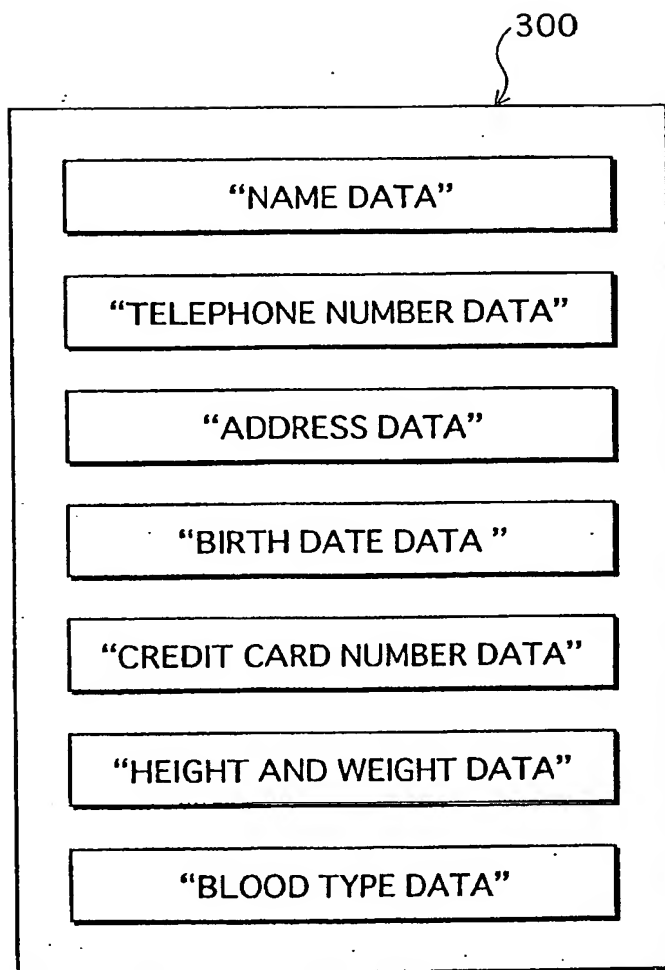 300
“NAME DATA”
“TELEPHONE NUMBER DATA”
“ADDRESS DATA”
“BIRTH DATE DATA ”
“CREDIT CARD NUMBER DATA”
“HEIGHT AND WEIGHT DATA”
“BLOOD TYPE DATA”